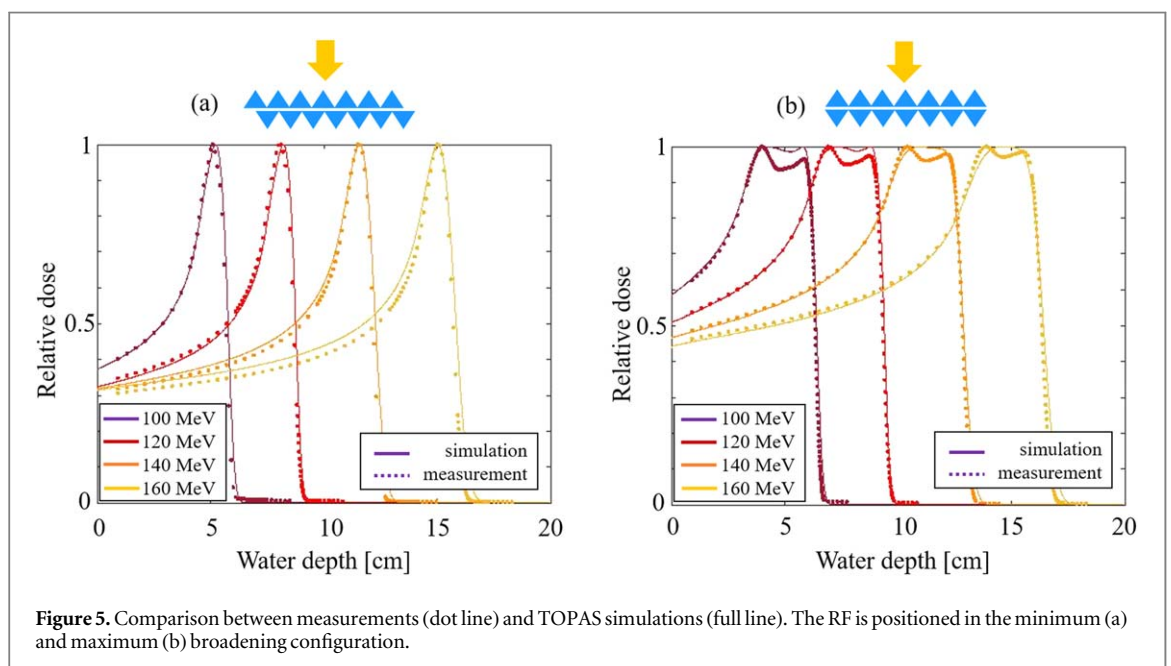 (a)
(b)
1
0.5
0
Relative dose
100 MeV
120 MeV
140 MeV
160 MeV
simulation
measurement
0 5 10 15 20
Water depth [cm]
1
0.5
0
Relative dose
100 MeV
120 MeV
140 MeV
160 MeV
simulation
measurement
0 5 10 15 20
Water depth [cm]
Figure 5. Comparison between measurements (dot line) and TOPAS simulations (full line). The RF is positioned in the minimum (a)
and maximum (b) broadening configuration.